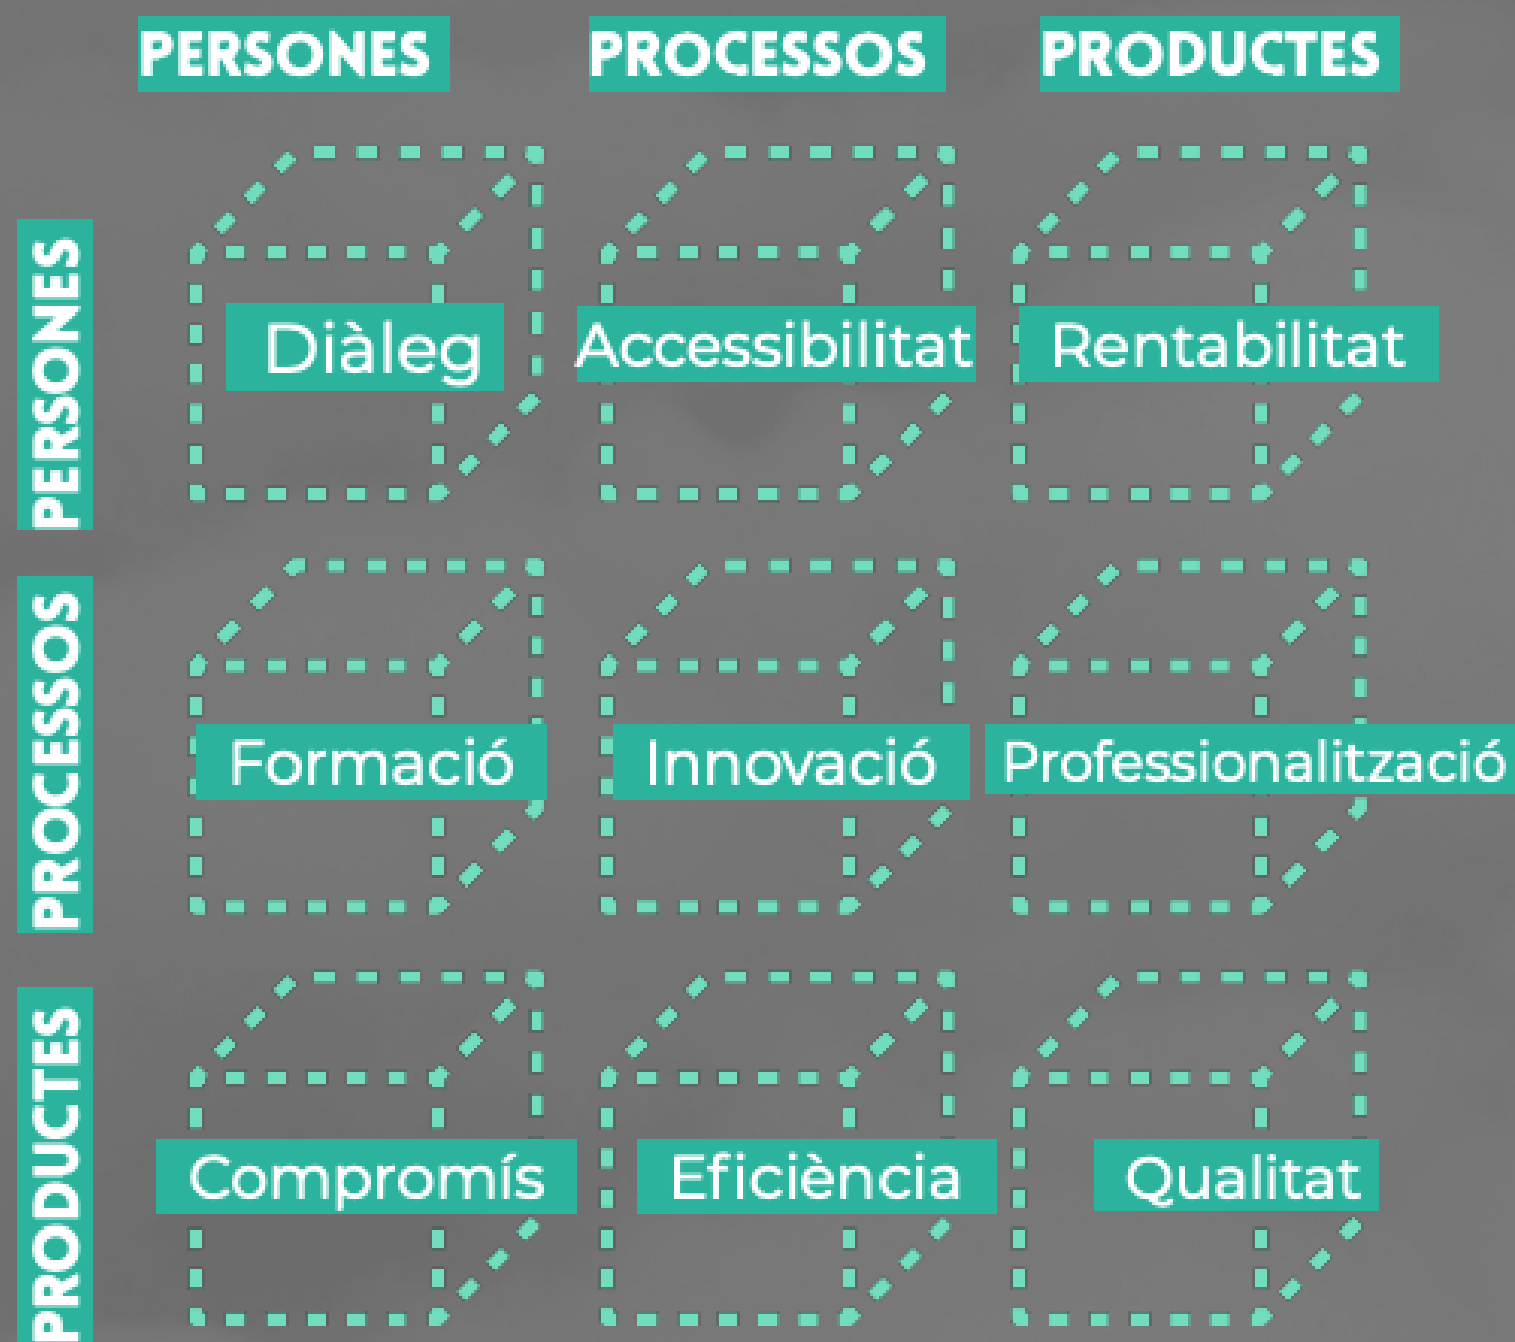 PERSONES PROCESSOS PRODUCTES
PERSONES
Diàleg Accessibilitat Rentabilitat
PROCESSOS
Formació Innovació Professionalització
PRODUCTES
Compromís Eficiència Qualitat